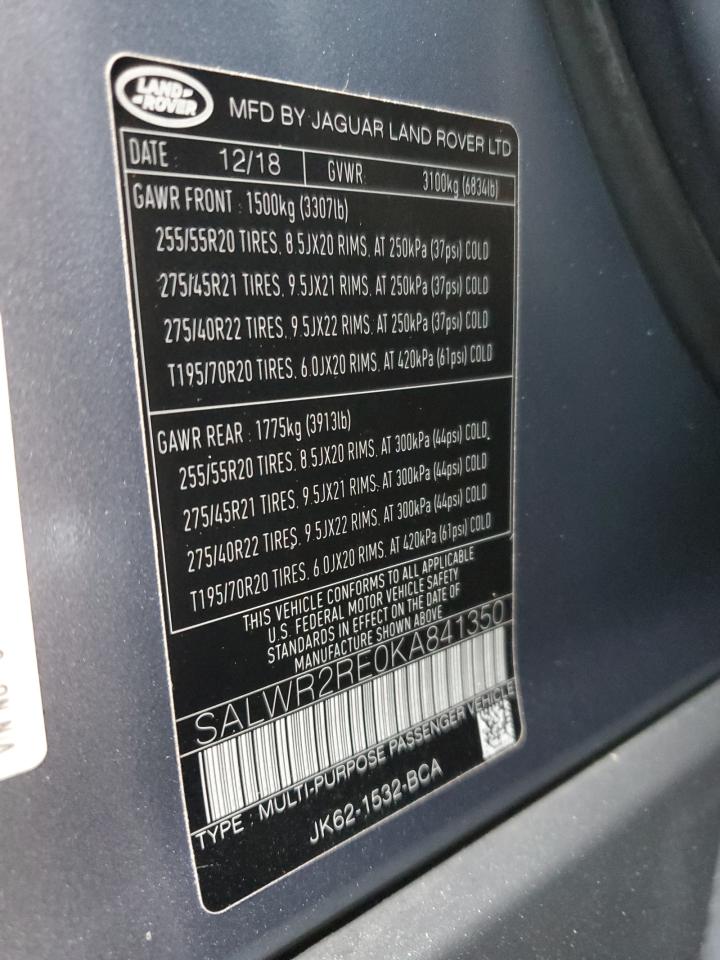 LAND ROVER
MFD BY JAGUAR LAND ROVER LTD
DATE : 12/18 GVWR: 3100kg (6834lb)
GAWR FRONT : 1500kg (3307lb)
255/55R20 TIRES, 8.5JX20 RIMS, AT 250kPa (37psi) COLD
275/45R21 TIRES, 9.5JX21 RIMS, AT 250kPa (37psi) COLD
275/40R22 TIRES, 9.5JX22 RIMS, AT 250kPa (37psi) COLD
T195/70R20 TIRES, 6.0JX20 RIMS, AT 420kPa (61psi) COLD
GAWR REAR : 1775kg (3913lb)
255/55R20 TIRES, 8.5JX20 RIMS, AT 300kPa (44psi) COLD,
275/45R21 TIRES, 9.5JX21 RIMS, AT 300kPa (44psi) COLD
275/40R22 TIRES, 9.5JX22 RIMS, AT 300kPa (44psi) COLD
T195/70R20 TIRES, 6.0JX20 RIMS, AT 420kPa (61psi) COLD
THIS VEHICLE CONFORMS TO ALL APPLICABLE
U.S. FEDERAL MOTOR VEHICLE SAFETY
STANDARDS IN EFFECT ON THE DATE OF
MANUFACTURE SHOWN ABOVE
SALWR2RE0KA841350
TYPE : MULTI-PURPOSE PASSENGER VEHICLE
JK62-1532-BCA